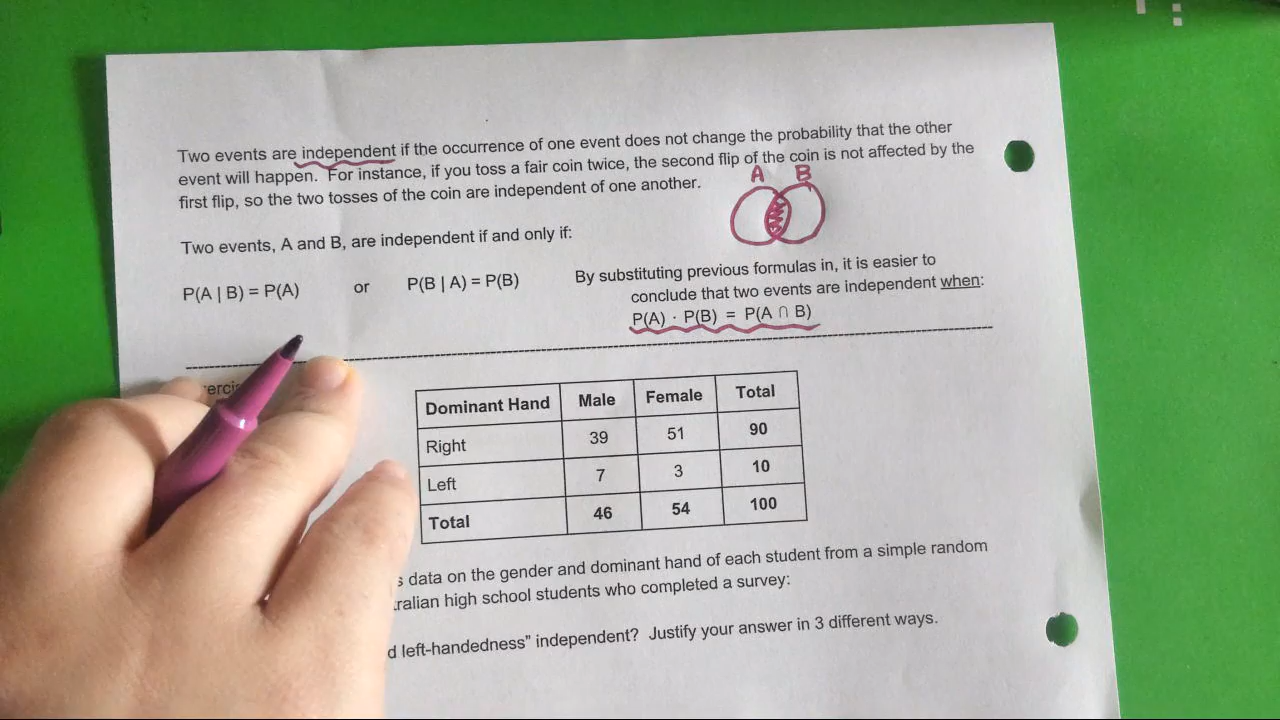 Two events are independent if the occurrence of one event does not change the probability that the other
event will happen. For instance, if you toss a fair coin twice, the second flip of the coin is not affected by the
first flip, so the two tosses of the coin are independent of one another.
A B
Two events, A and B, are independent if and only if:
P(A | B) = P(A) or P(B | A) = P(B)
By substituting previous formulas in, it is easier to
conclude that two events are independent when:
P(A) · P(B) = P(A ∩ B)
Dominant Hand Male Female Total
Right 39 51 90
Left 7 3 10
Total 46 54 100
data on the gender and dominant hand of each student from a simple random
high school students who completed a survey:
left-handedness” independent? Justify your answer in 3 different ways.